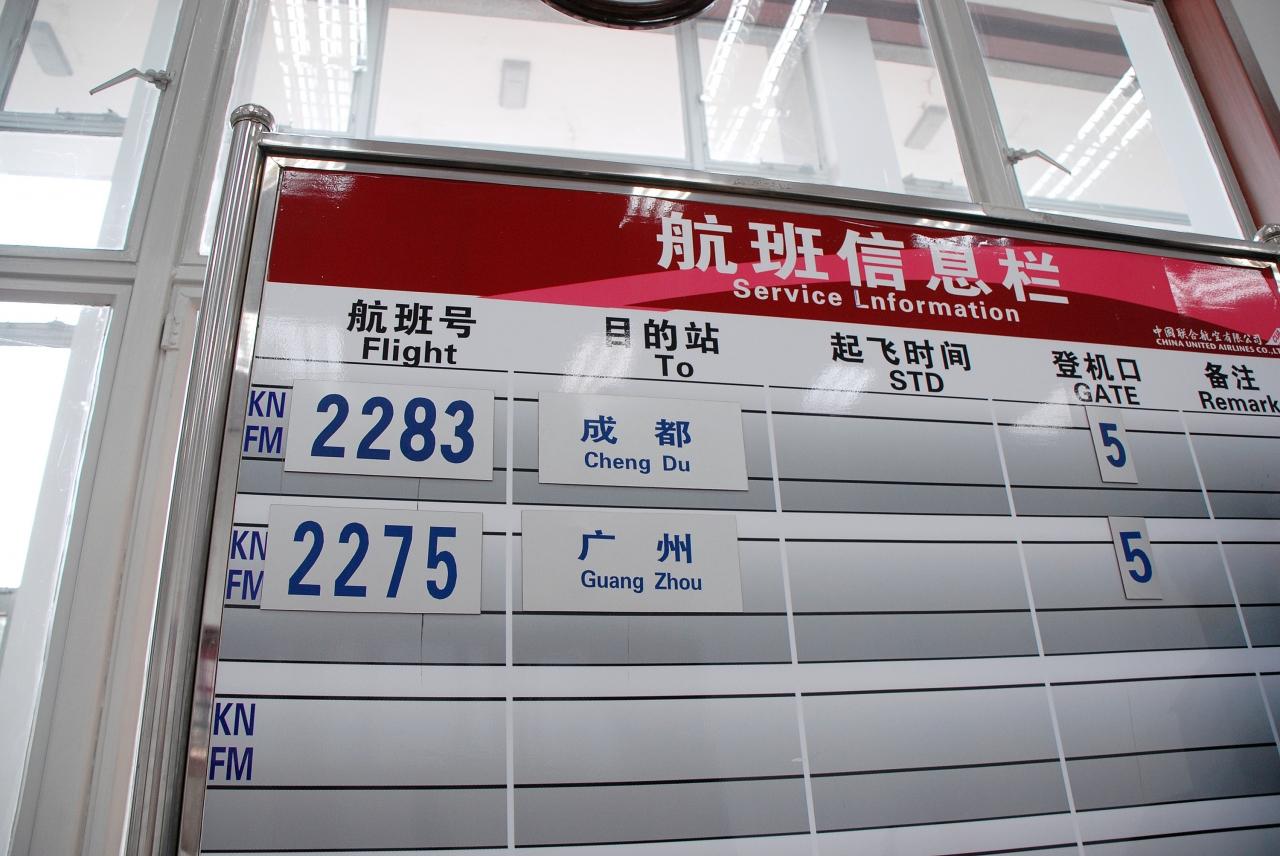 航班信息栏
Service Lnformation
中国联合航空有限公司
CHINA UNITED AIRLINES CO.,
航班号 目的站 起飞时间 登机口 备注
Flight To STD GATE Remark
KN 2283 成都 5
FM Cheng Du
KN 2275 广州 5
FM Guang Zhou
KN
FM